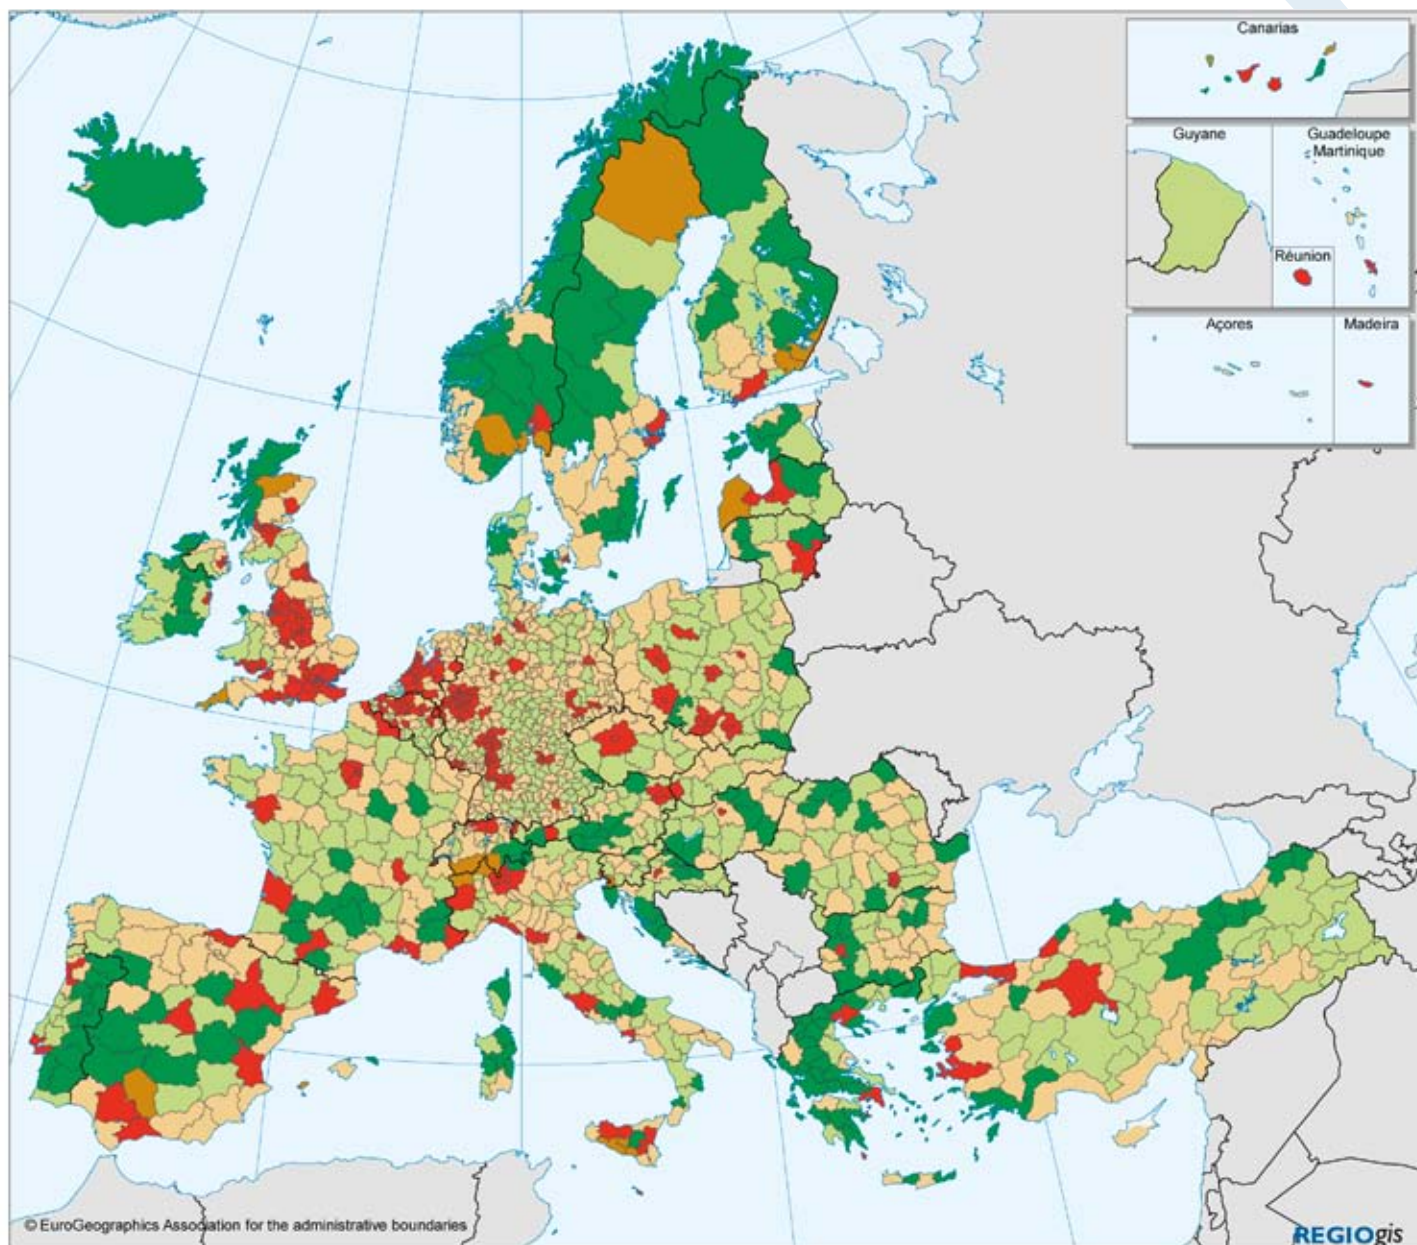 Canarias
Guyane
Guadeloupe
Martinique
Réunion
Açores
Madeira
© EuroGeographics Association for the administrative boundaries
REGIOgis